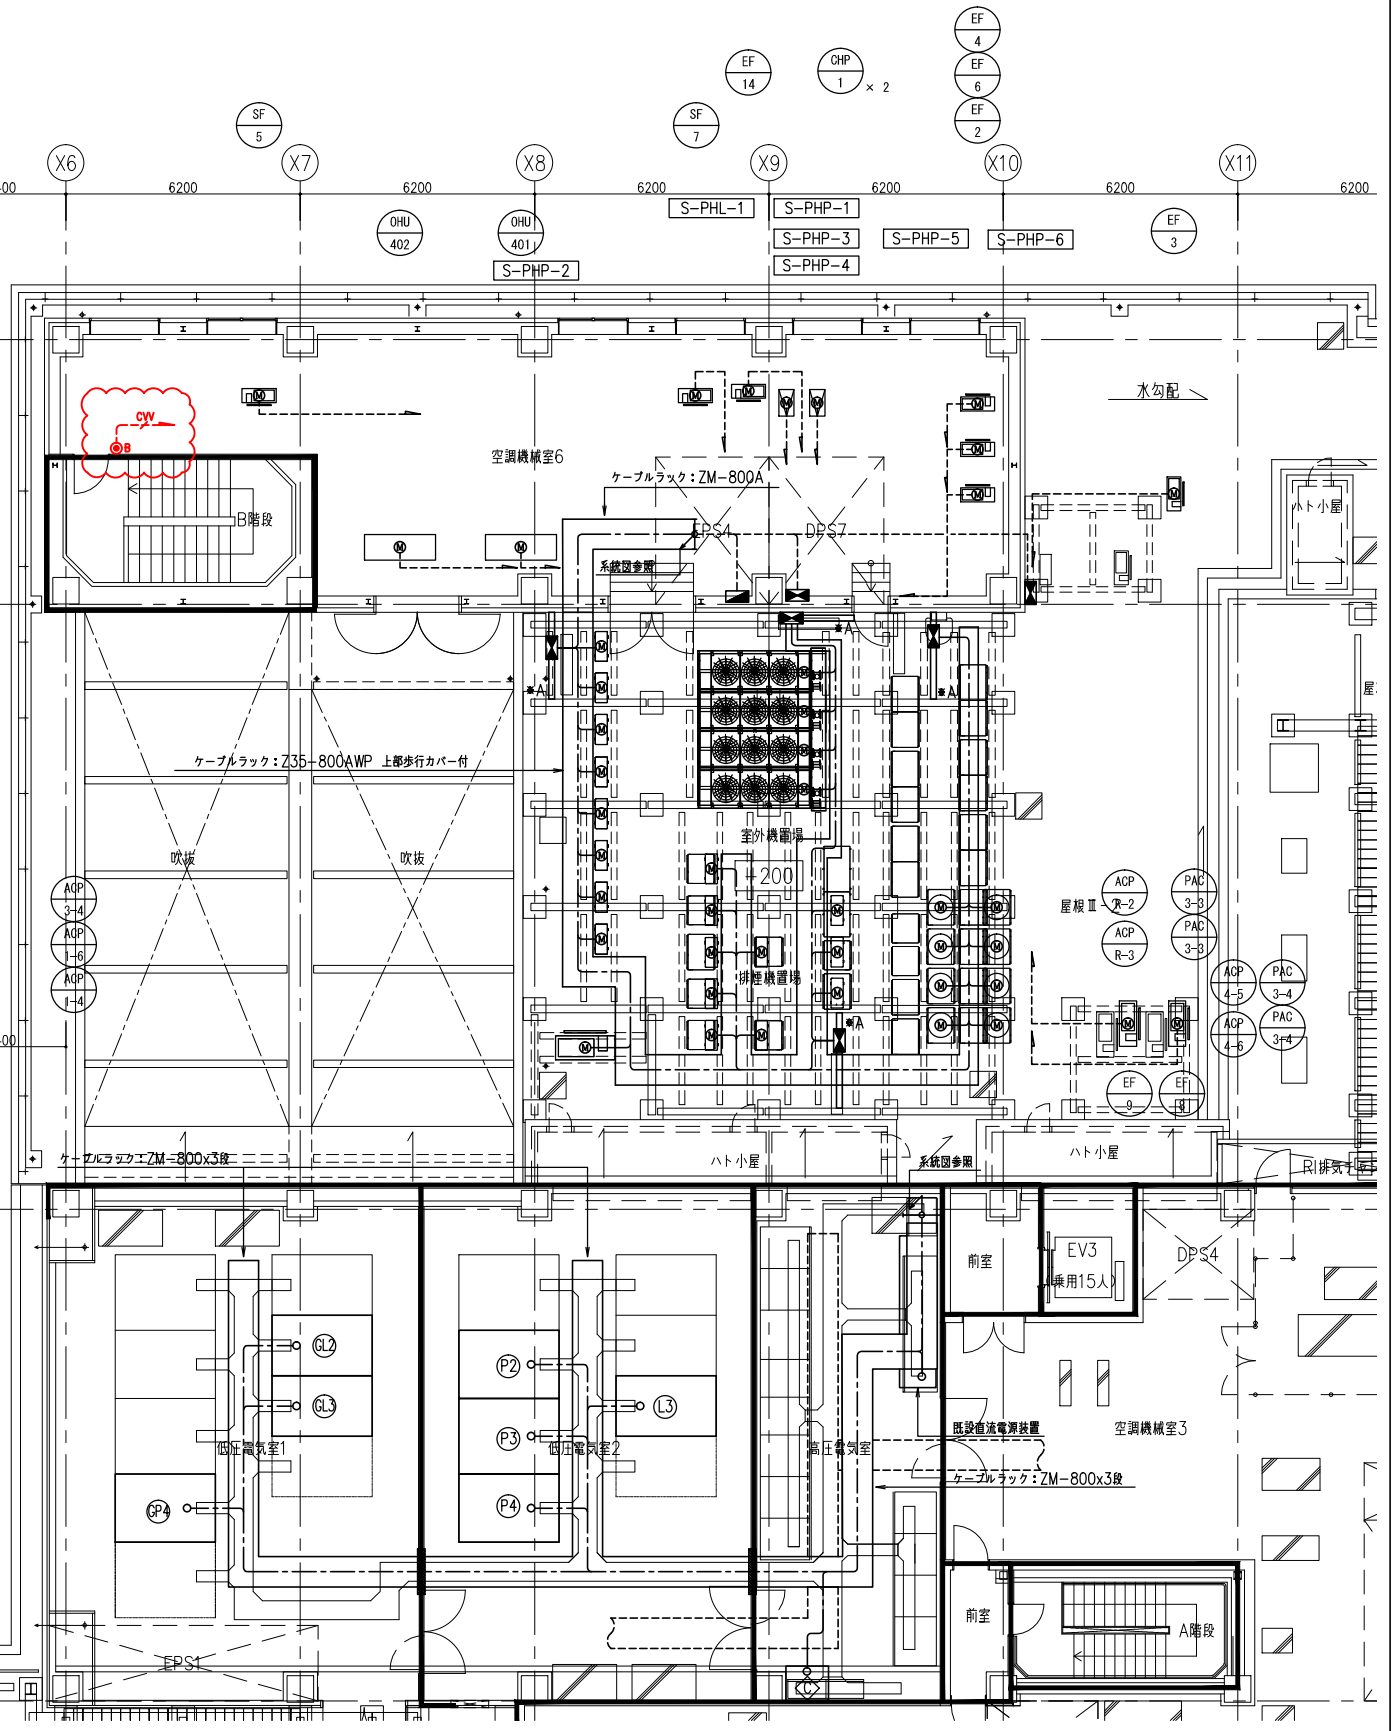 EF
4
EF
14
CHP
1
× 2
EF
6
SF
5
SF
7
EF
2
X6
X7
X8
X9
X10
X11
6200
6200
6200
6200
6200
6200
S-PHL-1
S-PHP-1
OHU
402
OHU
401
S-PHP-3
S-PHP-5
S-PHP-6
EF
3
S-PHP-2
S-PHP-4
水勾配
CVV
B
空調機械室6
ケーブルラック：ZM-800A
B階段
EPS4
DPS7
ハト小屋
系統図参照
※A
※A
※A
ケーブルラック：Z35-800AWP 上部歩行カバー付
室外機置場
+200
吹抜
吹抜
ACP
3-4
ACP
1-6
ACP
1-4
ACP
R-2
PAC
3-3
ACP
R-3
PAC
3-3
排煙機置場
ACP
4-5
PAC
3-4
ACP
4-6
PAC
3-4
※A
EF
9
EF
8
ケーブルラック：ZM-800x3段
ハト小屋
系統図参照
ハト小屋
前室
EV3
(乗用15人)
DPS4
GL2
P2
GL3
L3
低圧電気室1
P3
低圧電気室2
高圧電気室
既設直流電源装置
空調機械室3
ケーブルラック：ZM-800x3段
GP4
P4
前室
A階段
EPS1
C